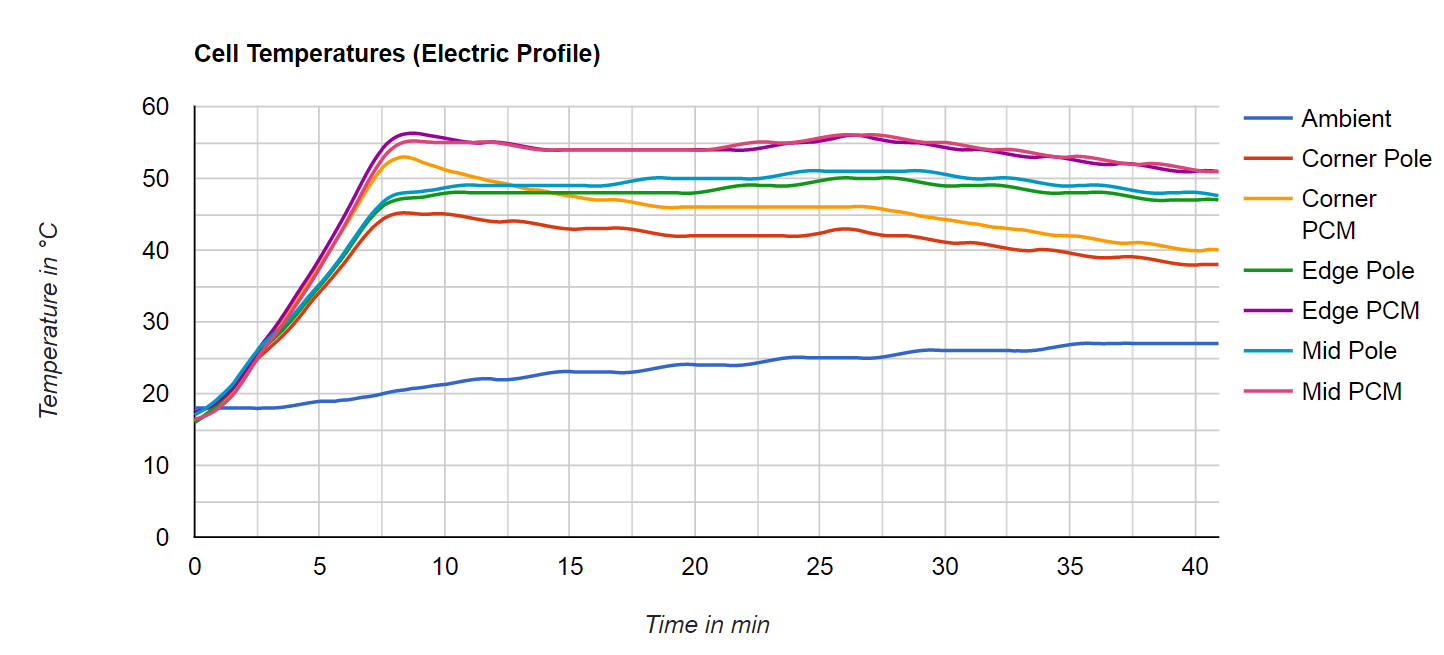 Cell Temperatures (Electric Profile)
60
50
40
30
20
10
0
Temperature in °C
0 5 10 15 20 25 30 35 40
Time in min
Ambient
Corner Pole
Corner
PCM
Edge Pole
Edge PCM
Mid Pole
Mid PCM